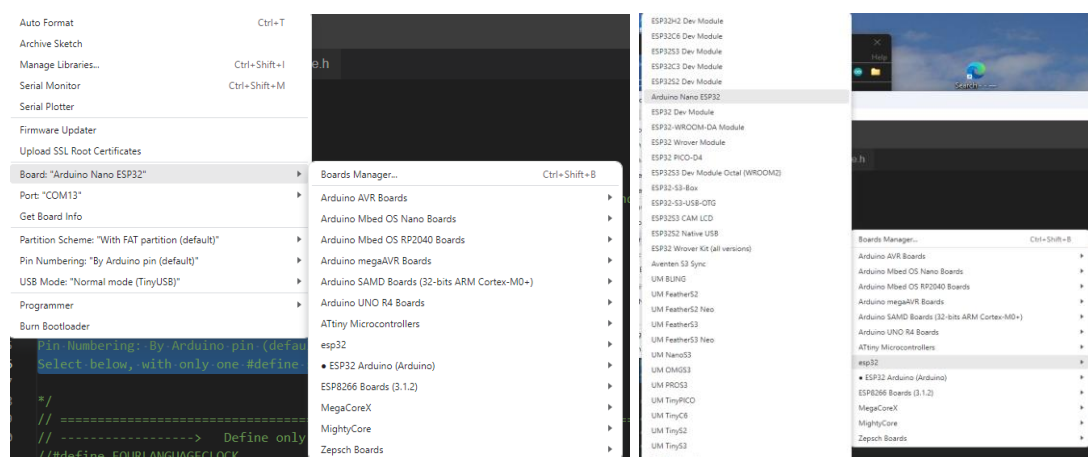 Auto Format Ctrl+T
Archive Sketch
Manage Libraries... Ctrl+Shift+I
Serial Monitor Ctrl+Shift+M
Serial Plotter
Firmware Updater
Upload SSL Root Certificates
Board: "Arduino Nano ESP32"
Port: "COM13"
Get Board Info
Partition Scheme: "With FAT partition (default)"
Pin Numbering: "By Arduino pin (default)"
USB Mode: "Normal mode (TinyUSB)"
Programmer
Burn Bootloader
e.h
Boards Manager... Ctrl+Shift+B
Arduino AVR Boards
Arduino Mbed OS Nano Boards
Arduino Mbed OS RP2040 Boards
Arduino megaAVR Boards
Arduino SAMD Boards (32-bits ARM Cortex-M0+)
Arduino UNO R4 Boards
ATtiny Microcontrollers
esp32
● ESP32 Arduino (Arduino)
ESP8266 Boards (3.1.2)
MegaCoreX
MightyCore
Zepsch Boards
Pin Numbering: By Arduino pin (defau
Select below, with only one #define
*/
// ====================================
// ------------------> Define only
//#define FOURLANGUAGECLOCK
ESP32H2 Dev Module
ESP32C6 Dev Module
ESP32S3 Dev Module
ESP32C3 Dev Module
ESP32S2 Dev Module
Arduino Nano ESP32
ESP32 Dev Module
ESP32-WROOM-DA Module
ESP32 Wrover Module
ESP32 PICO-D4
ESP32S3 Dev Module Octal (WROOM2)
ESP32-S3-Box
ESP32-S3-USB-OTG
ESP32S3 CAM LCD
ESP32S2 Native USB
ESP32 Wrover Kit (all versions)
Aventen S3 Sync
UM BLING
UM FeatherS2
UM FeatherS2 Neo
UM FeatherS3
UM FeatherS3 Neo
UM NanoS3
UM OMGS3
UM PROS3
UM TinyPICO
UM TinyC6
UM TinyS2
UM TinyS3
Help
e.h
Boards Manager... Ctrl+Shift+B
Arduino AVR Boards
Arduino Mbed OS Nano Boards
Arduino Mbed OS RP2040 Boards
Arduino megaAVR Boards
Arduino SAMD Boards (32-bits ARM Cortex-M0+)
Arduino UNO R4 Boards
ATtiny Microcontrollers
esp32
● ESP32 Arduino (Arduino)
ESP8266 Boards (3.1.2)
MegaCoreX
MightyCore
Zepsch Boards